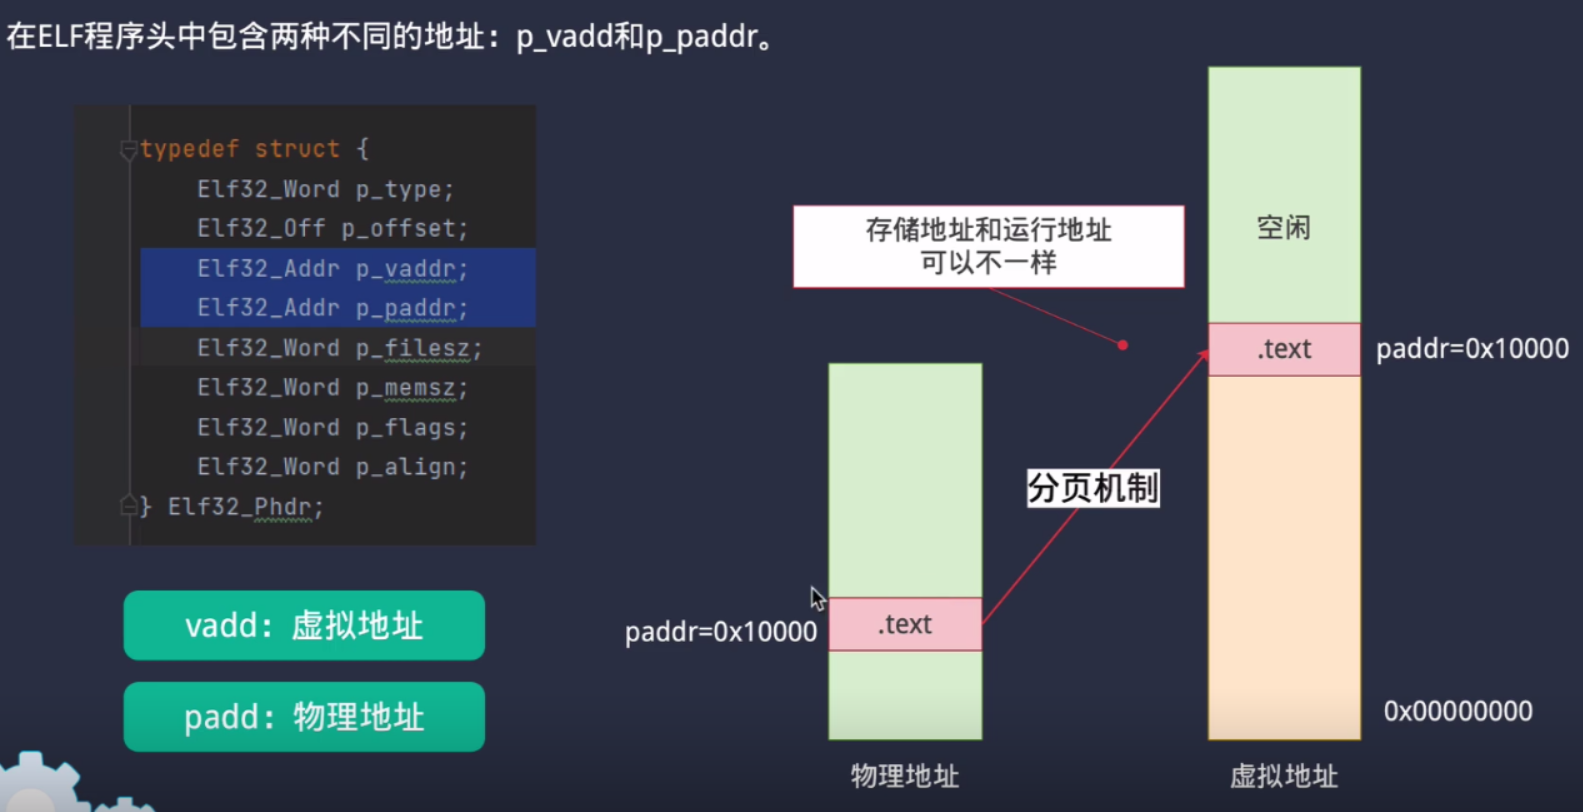 在ELF程序头中包含两种不同的地址：p_vadd和p_paddr。
typedef struct {
Elf32_Word p_type;
Elf32_Off p_offset;
Elf32_Addr p_vaddr;
Elf32_Addr p_paddr;
Elf32_Word p_filesz;
Elf32_Word p_memsz;
Elf32_Word p_flags;
Elf32_Word p_align;
} Elf32_Phdr;
vadd：虚拟地址
padd：物理地址
存储地址和运行地址
可以不一样
空闲
.text
paddr=0x10000
分页机制
paddr=0x10000
.text
0x00000000
物理地址
虚拟地址